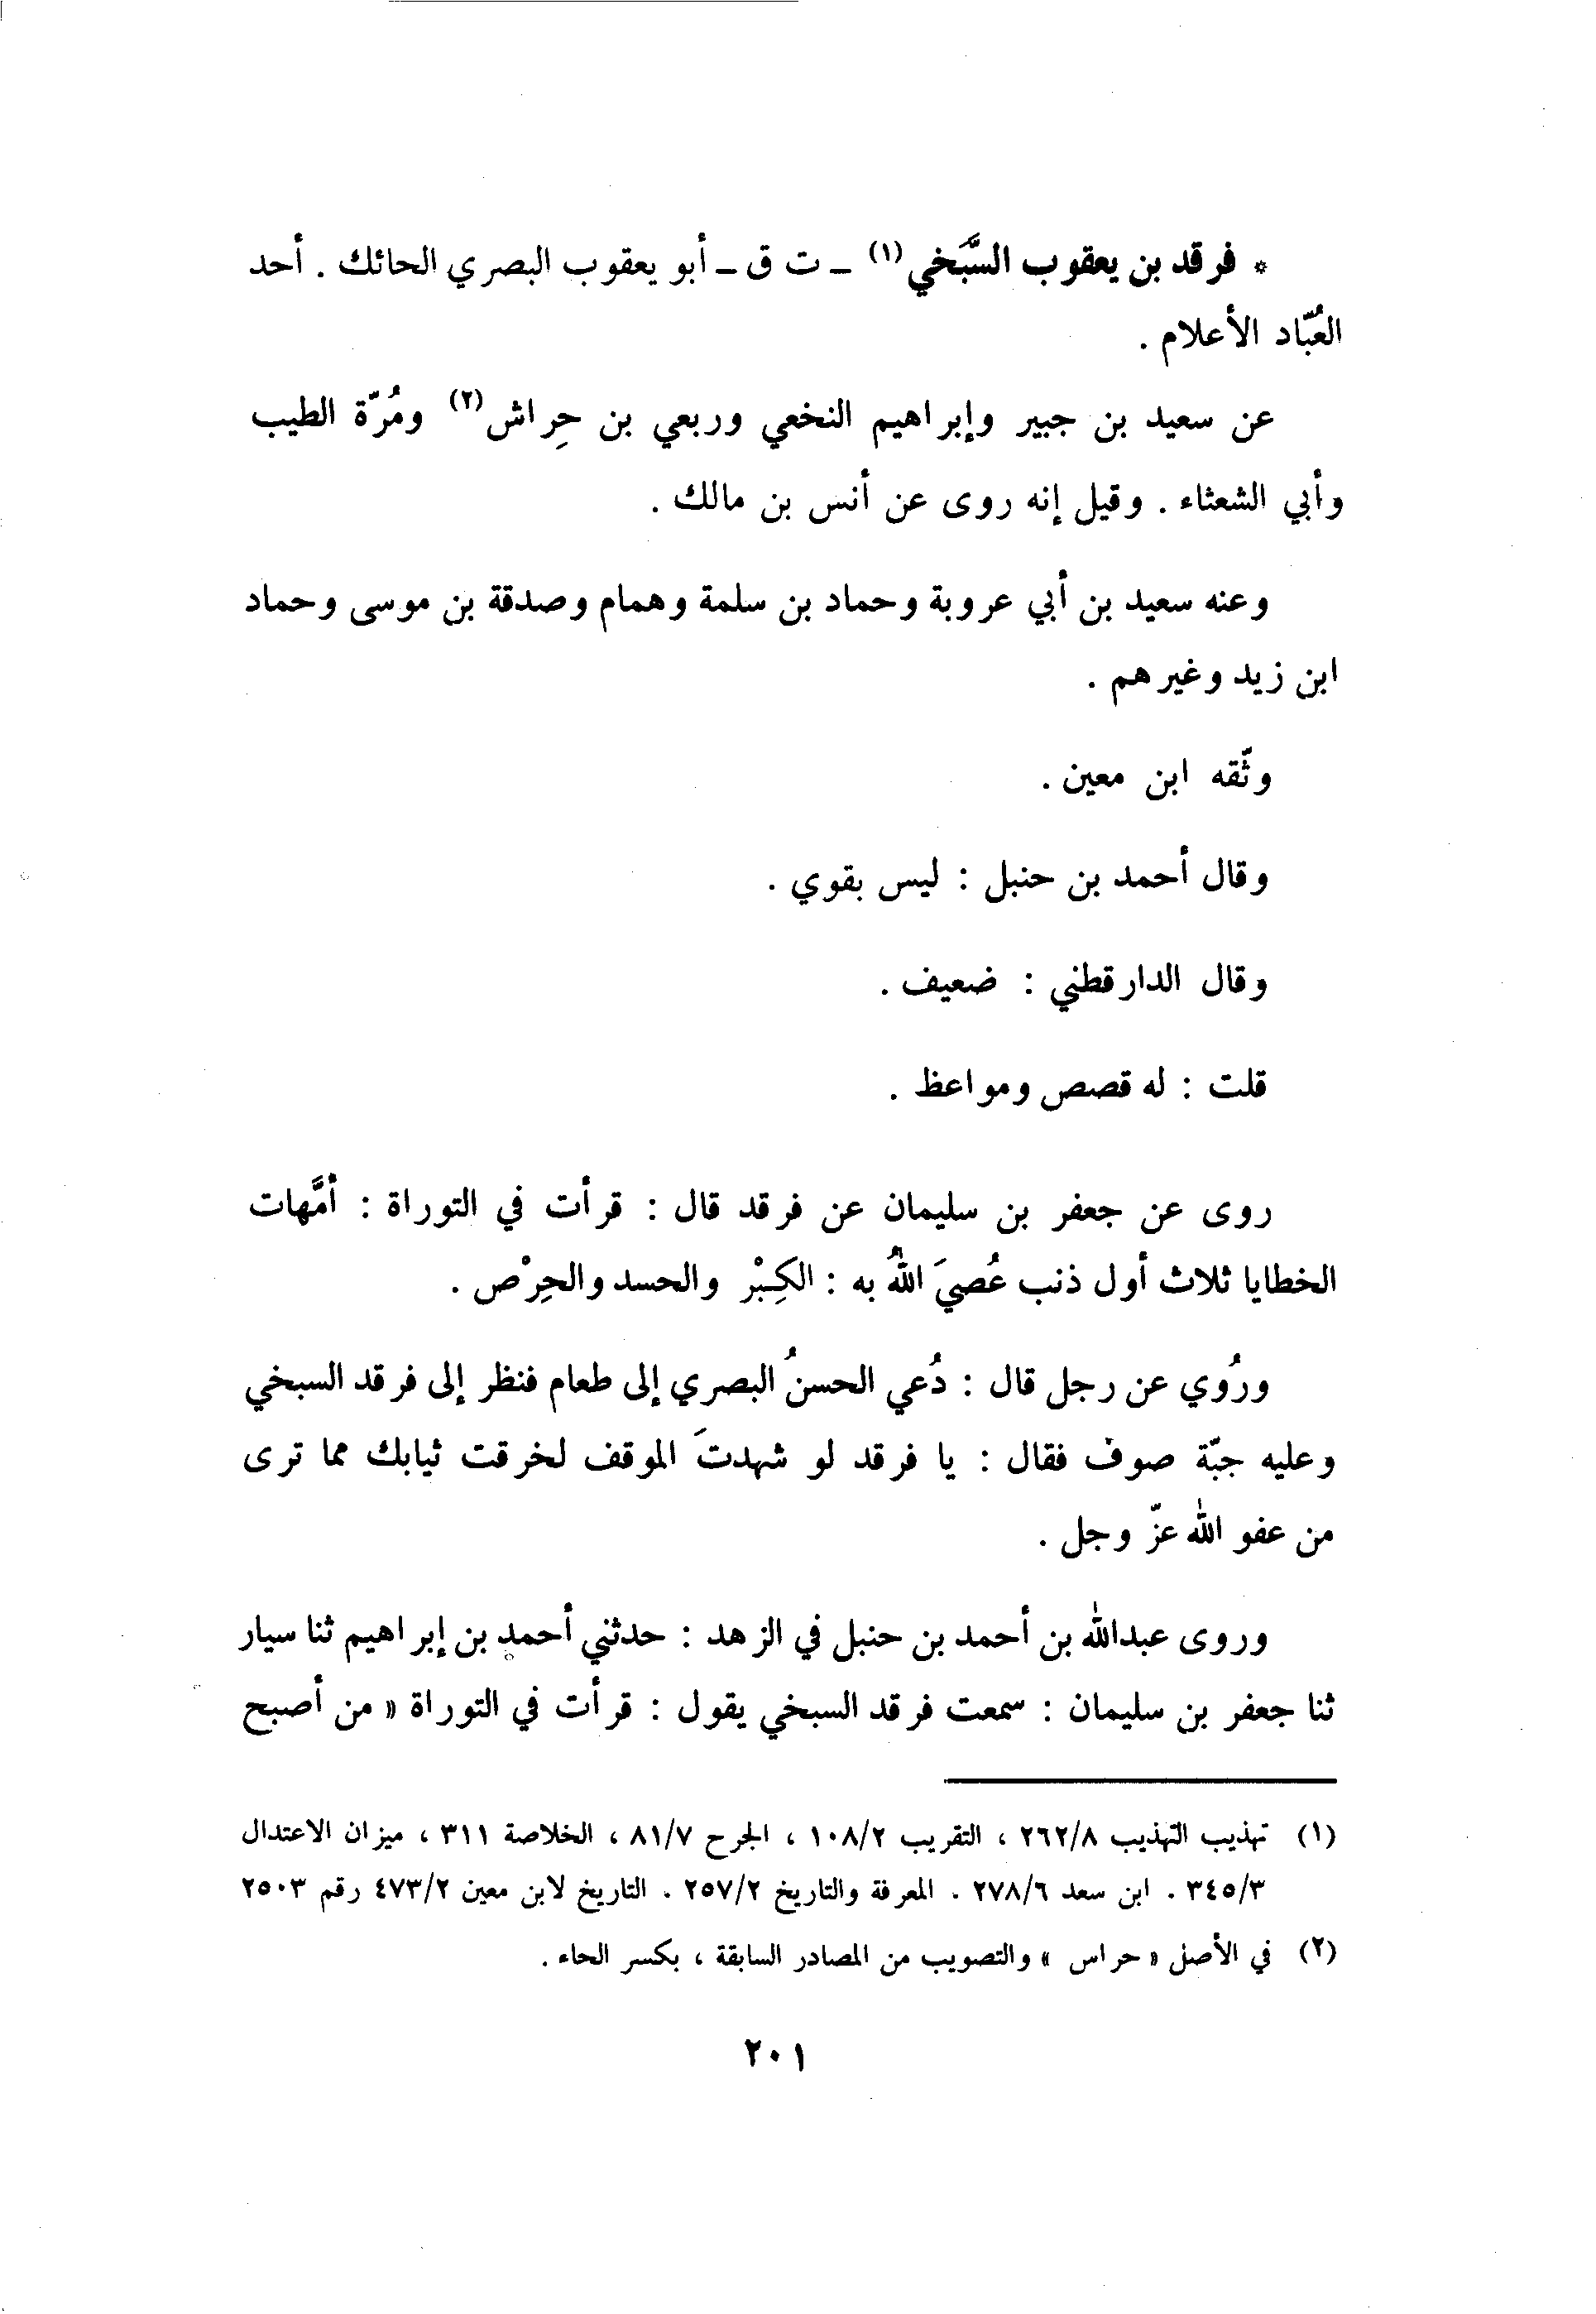 * فرقد بن يعقوب السَّبَخي (١) ـ ت ق ـ أبو يعقوب البصري الحائك . أحد
العُبّاد الأعلام .
عن سعيد بن جبير وإبراهيم النخعي وربعي بن حِراش (٢) ومُرّة الطيب
وأبي الشعثاء . وقيل إنه روى عن أنس بن مالك .
وعنه سعيد بن أبي عروبة وحماد بن سلمة وهمام وصدقة بن موسى وحماد
ابن زيد وغيرهم .
وثّقه ابن معين .
وقال أحمد بن حنبل : ليس بقوي .
وقال الدارقطني : ضعيف .
قلت : له قصص ومواعظ .
روى عن جعفر بن سليمان عن فرقد قال : قرأت في التوراة : أمَّهات
الخطايا ثلاث أول ذنب عُصيَ اللهُ به : الكِبْر والحسد والحِرْص .
ورُوي عن رجل قال : دُعي الحسنُ البصري إلى طعام فنظر إلى فرقد السبخي
وعليه جبّة صوف فقال : يا فرقد لو شهدتَ الموقف لخرقت ثيابك مما ترى
من عفو الله عزّ وجل .
وروى عبدالله بن أحمد بن حنبل في الزهد : حدثني أحمد بن إبراهيم ثنا سيار
ثنا جعفر بن سليمان : سمعت فرقد السبخي يقول : قرأت في التوراة « من أصبح
(١) تهذيب التهذيب ٢٦٢/٨ ، التقريب ١٠٨/٢ ، الجرح ٨١/٧ ، الخلاصة ٣١١ ، ميزان الاعتدال
٣٤٥/٣ . ابن سعد ٢٧٨/٦ . المعرفة والتاريخ ٢٥٧/٢ . التاريخ لابن معين ٤٧٣/٢ رقم ٢٥٠٣
(٢) في الأصل « حراس » والتصويب من المصادر السابقة ، بكسر الحاء .
٢٠١